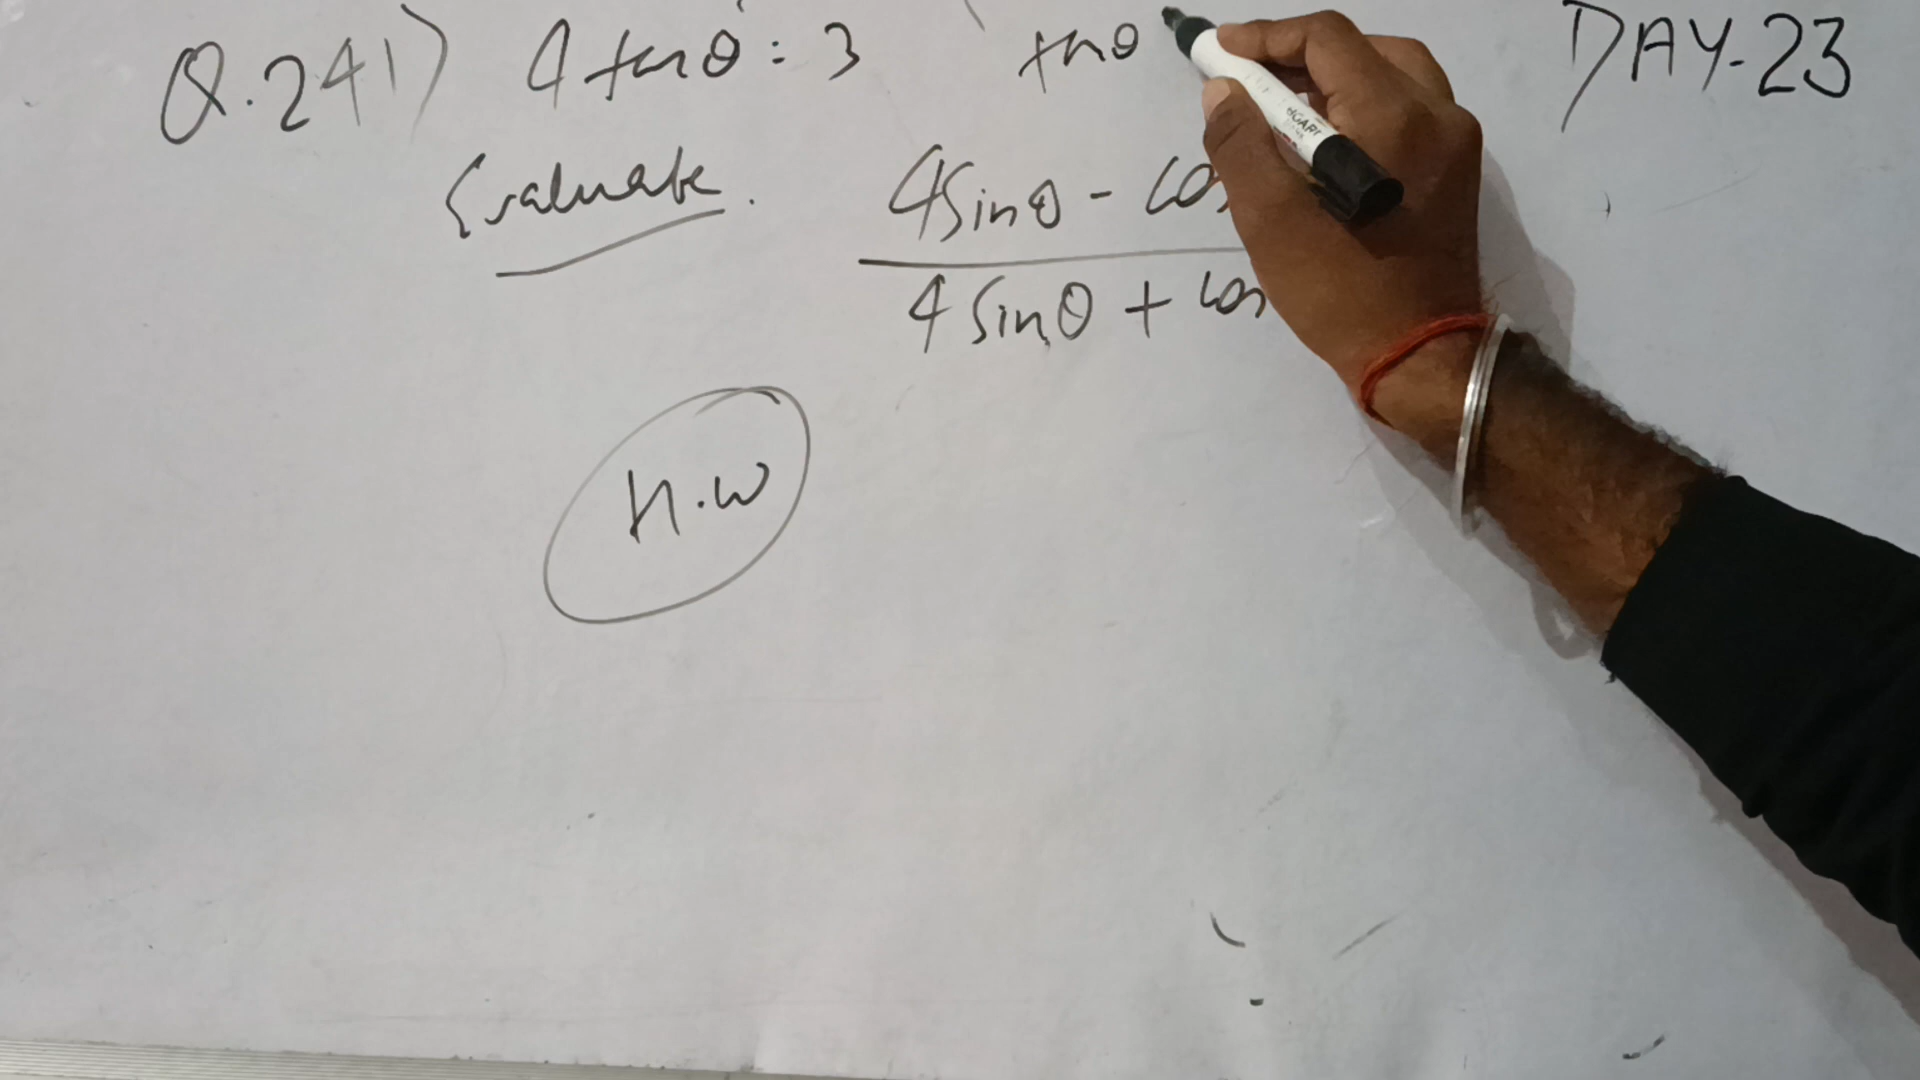 Q.241) 4 tanθ = 3 tanθ DAY-23
Evaluate. 4sinθ - cos
4 sinθ + cos
H.W